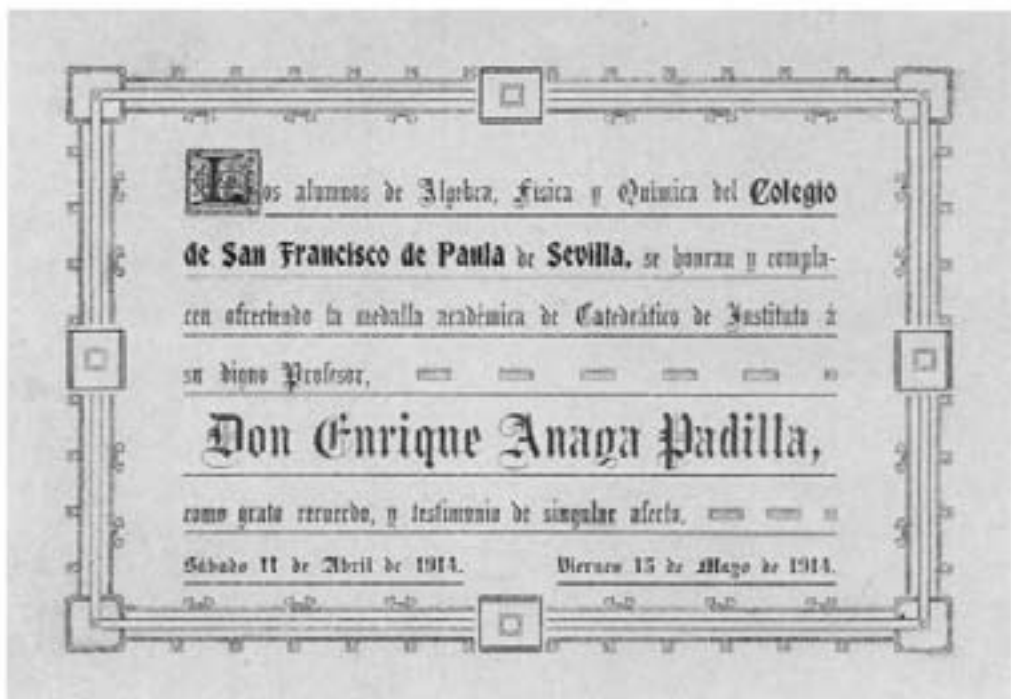 Los alumnos de Algebra, Física y Química del Colegio
de San Francisco de Paula de Sevilla, se honran y compla-
cen ofreciendo la medalla académica de Catedrático de Instituto á
su digno Profesor,
Don Enrique Anaya Padilla,
como grato recuerdo, y testimonio de singular afecto.
Sábado 11 de Abril de 1914.
Viernes 15 de Mayo de 1914.